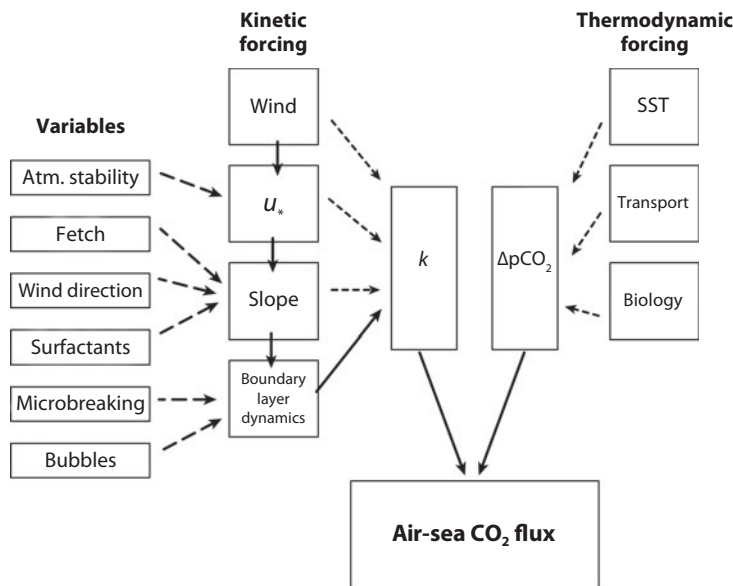 Kinetic
forcing
Thermodynamic
forcing
Variables
Wind
SST
Atm. stability
u*
Transport
Fetch
k
ΔpCO₂
Wind direction
Slope
Biology
Surfactants
Microbreaking
Boundary
layer
dynamics
Bubbles
Air-sea CO₂ flux